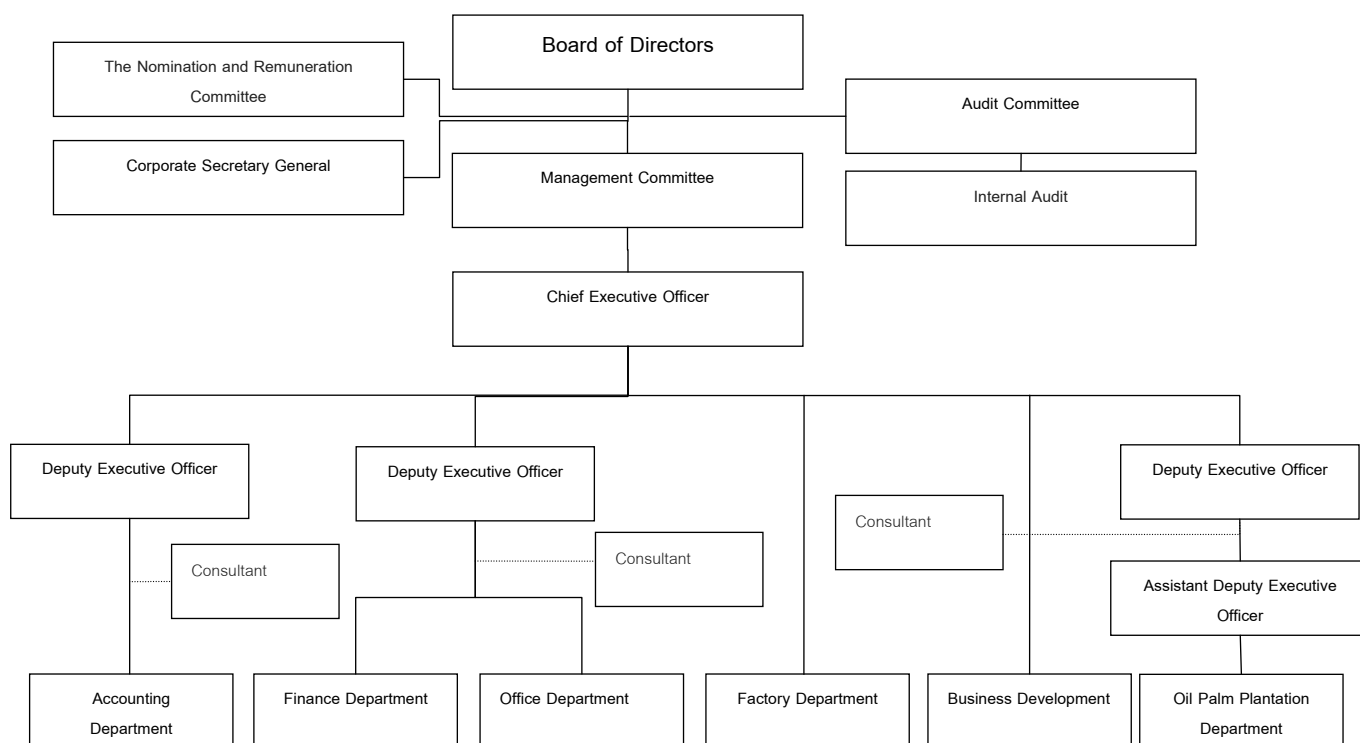 Board of Directors
The Nomination and Remuneration
Committee
Audit Committee
Corporate Secretary General
Management Committee
Internal Audit
Chief Executive Officer
Deputy Executive Officer
Deputy Executive Officer
Deputy Executive Officer
Consultant
Consultant
Consultant
Assistant Deputy Executive
Officer
Accounting
Department
Finance Department
Office Department
Factory Department
Business Development
Oil Palm Plantation
Department